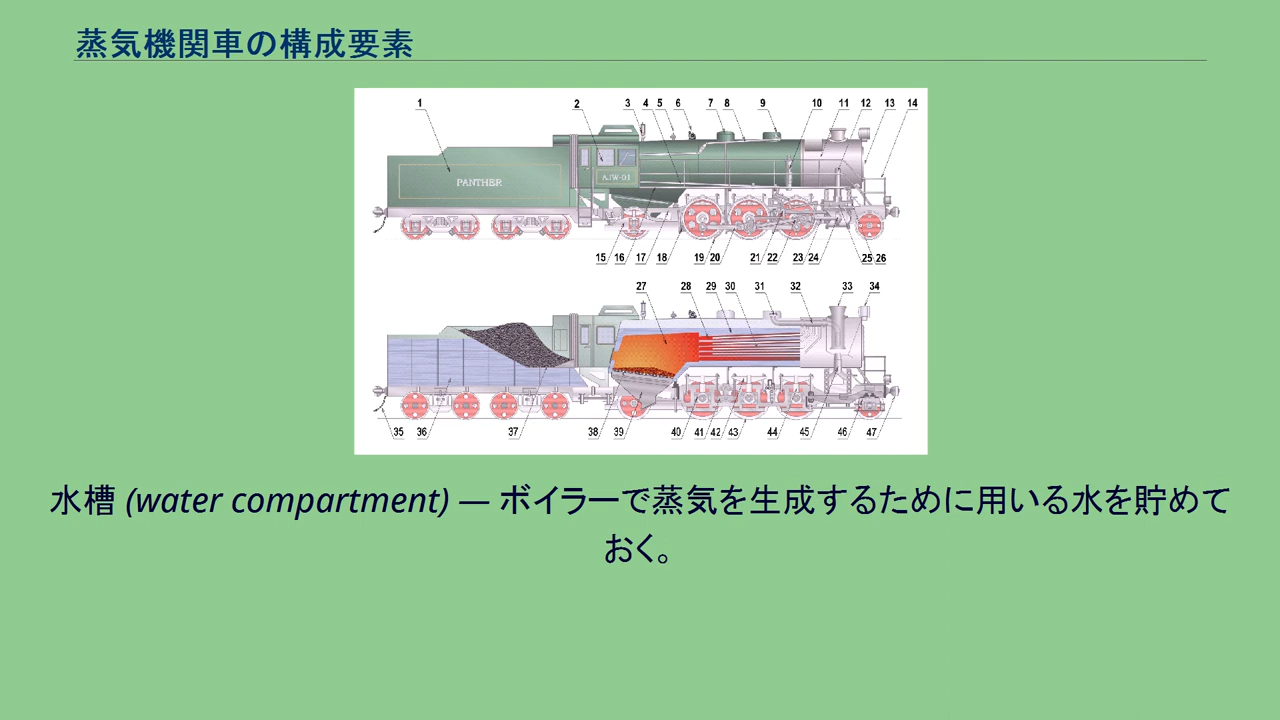 蒸気機関車の構成要素
1 2 3 4 5 6 7 8 9 10 11 12 13 14
PANTHER
AJW-01
15 16 17 18 19 20 21 22 23 24 25 26
27 28 29 30 31 32 33 34
35 36 37 38 39 40 41 42 43 44 45 46 47
水槽 (water compartment) — ボイラーで蒸気を生成するために用いる水を貯めて
おく。